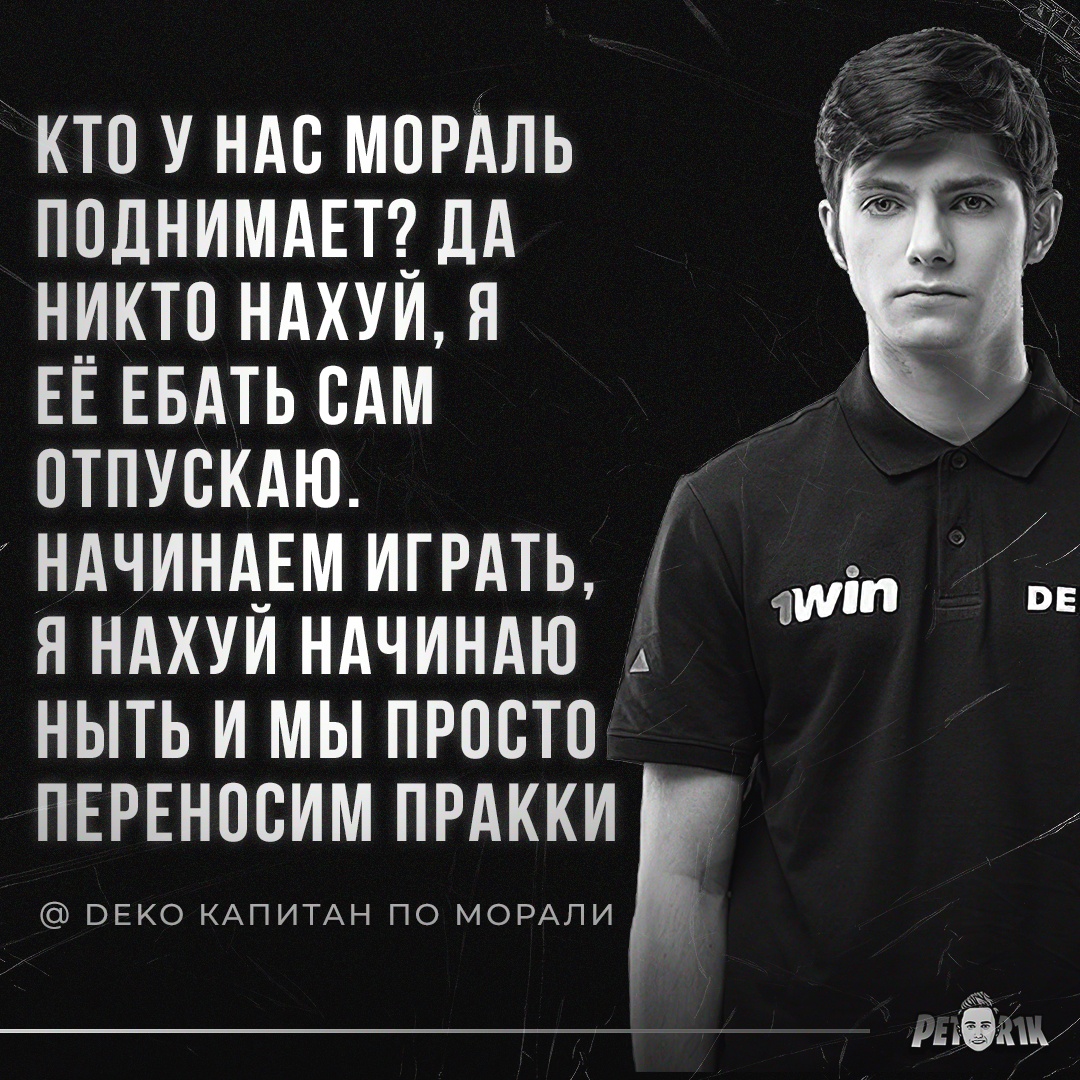 КТО У НАС МОРАЛЬ
ПОДНИМАЕТ? ДА
НИКТО НАХУЙ, Я
ЕЁ ЕБАТЬ САМ
ОТПУСКАЮ.
НАЧИНАЕМ ИГРАТЬ,
Я НАХУЙ НАЧИНАЮ
НЫТЬ И МЫ ПРОСТО
ПЕРЕНОСИМ ПРАККИ
@ DEKO КАПИТАН ПО МОРАЛИ
1win
DE